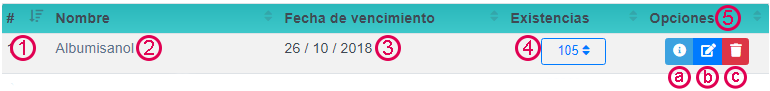 # Nombre Fecha de vencimiento Existencias Opciones 5
1 Albumisanol 2 26 / 10 / 2018 3 4 105
a b c